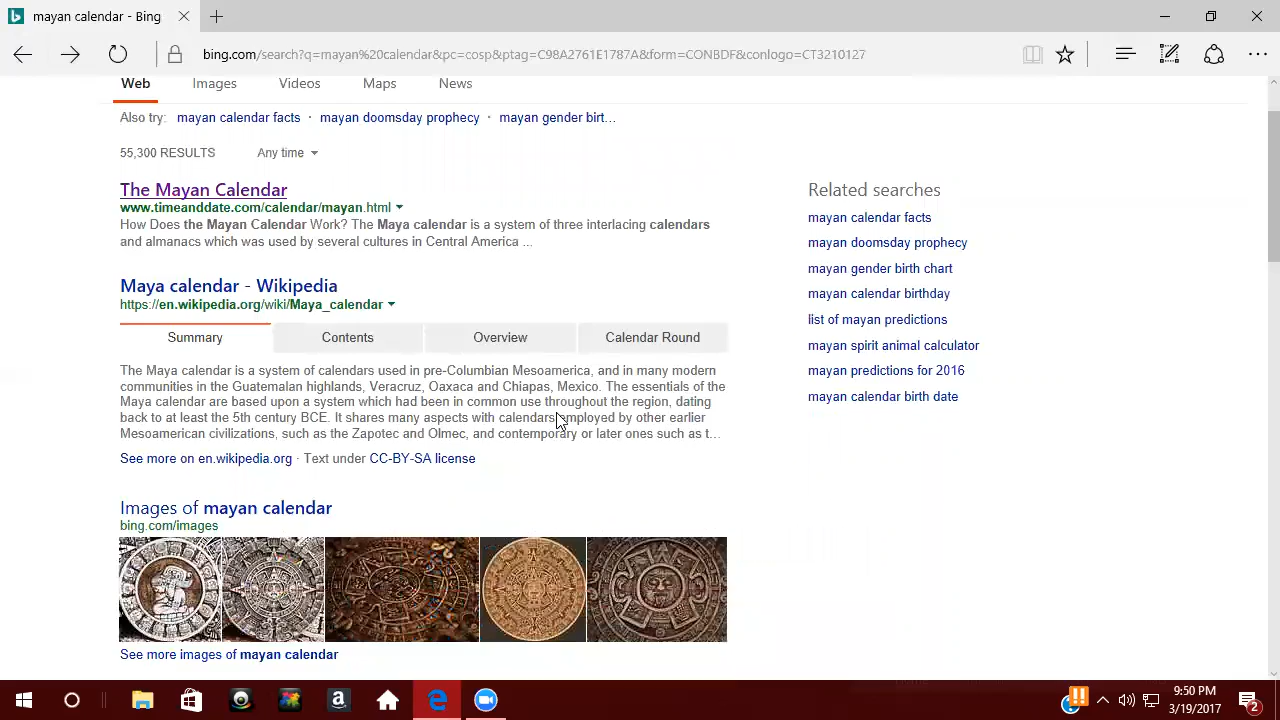 mayan calendar - Bing
bing.com/search?q=mayan%20calendar&pc=cosp&ptag=C98A2761E1787A&form=CONBDF&conlogo=CT3210127
Web Images Videos Maps News
Also try: mayan calendar facts · mayan doomsday prophecy · mayan gender birt...
55,300 RESULTS Any time
The Mayan Calendar
www.timeanddate.com/calendar/mayan.html
How Does the Mayan Calendar Work? The Maya calendar is a system of three interlacing calendars
and almanacs which was used by several cultures in Central America ...
Maya calendar - Wikipedia
https://en.wikipedia.org/wiki/Maya_calendar
Summary Contents Overview Calendar Round
The Maya calendar is a system of calendars used in pre-Columbian Mesoamerica, and in many modern
communities in the Guatemalan highlands, Veracruz, Oaxaca and Chiapas, Mexico. The essentials of the
Maya calendar are based upon a system which had been in common use throughout the region, dating
back to at least the 5th century BCE. It shares many aspects with calendars employed by other earlier
Mesoamerican civilizations, such as the Zapotec and Olmec, and contemporary or later ones such as t...
See more on en.wikipedia.org · Text under CC-BY-SA license
Images of mayan calendar
bing.com/images
See more images of mayan calendar
Related searches
mayan calendar facts
mayan doomsday prophecy
mayan gender birth chart
mayan calendar birthday
list of mayan predictions
mayan spirit animal calculator
mayan predictions for 2016
mayan calendar birth date
9:50 PM
3/19/2017
2